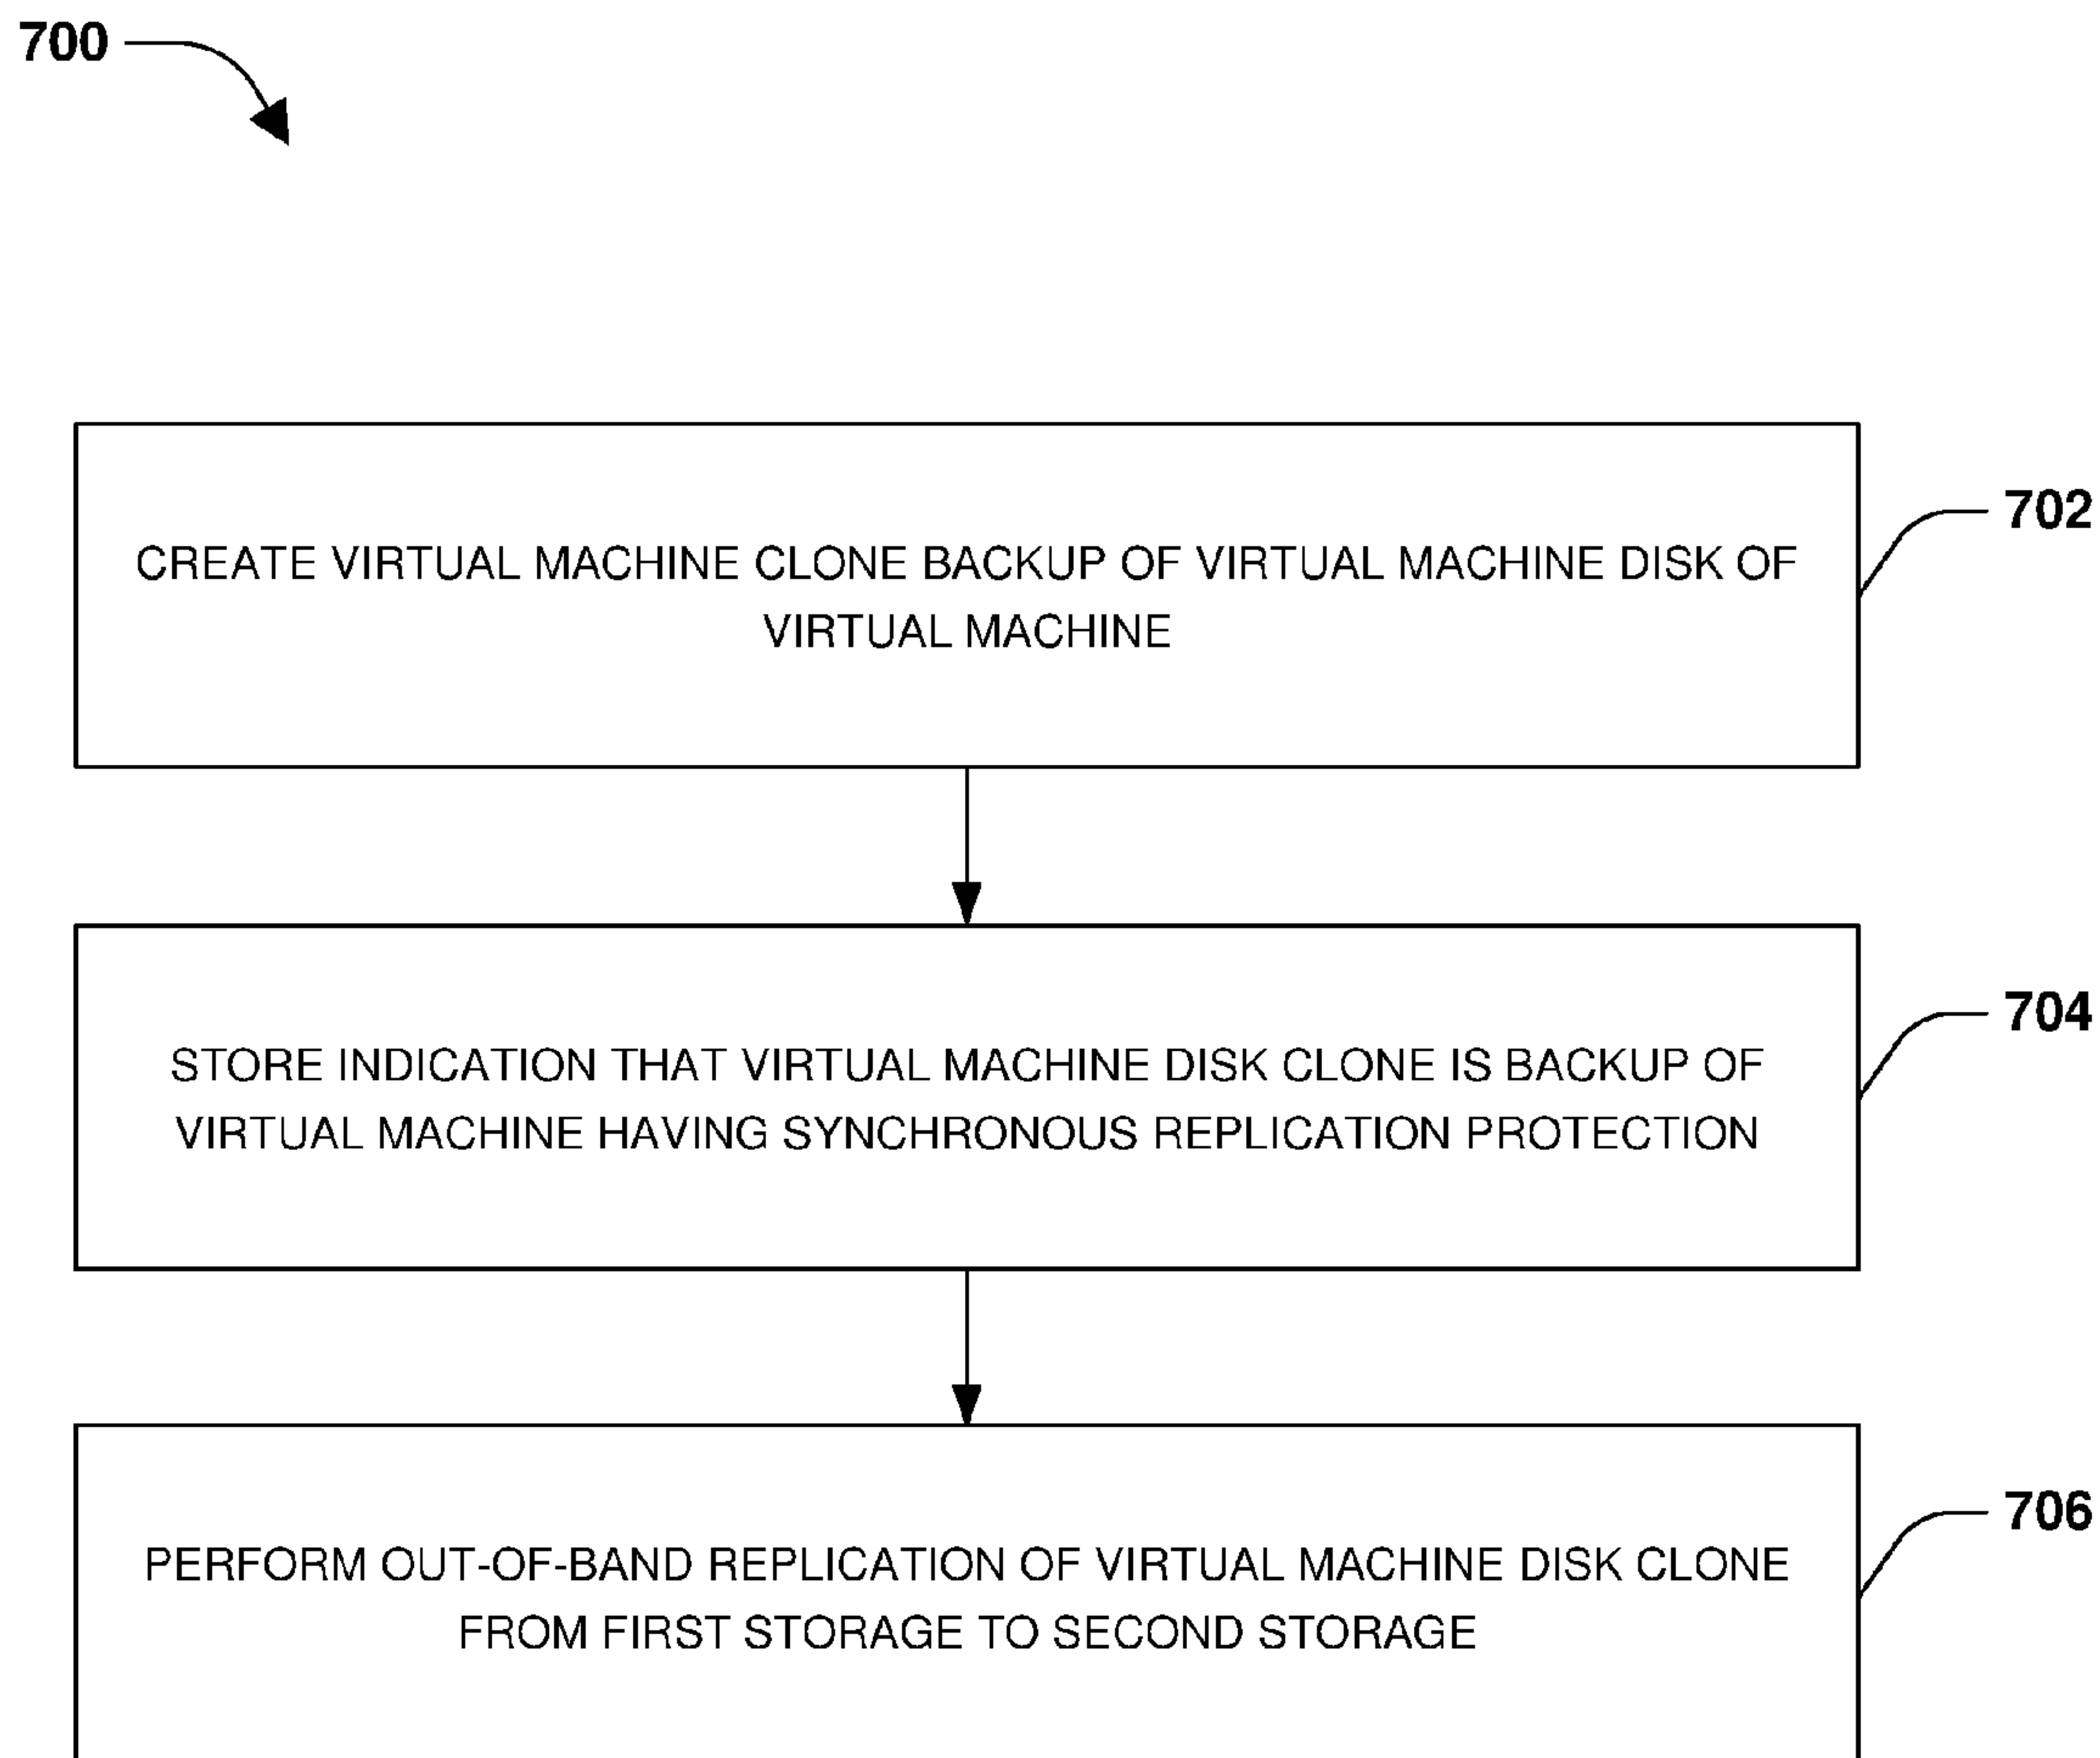 700
CREATE VIRTUAL MACHINE CLONE BACKUP OF VIRTUAL MACHINE DISK OF
VIRTUAL MACHINE
702
STORE INDICATION THAT VIRTUAL MACHINE DISK CLONE IS BACKUP OF
VIRTUAL MACHINE HAVING SYNCHRONOUS REPLICATION PROTECTION
704
PERFORM OUT-OF-BAND REPLICATION OF VIRTUAL MACHINE DISK CLONE
FROM FIRST STORAGE TO SECOND STORAGE
706